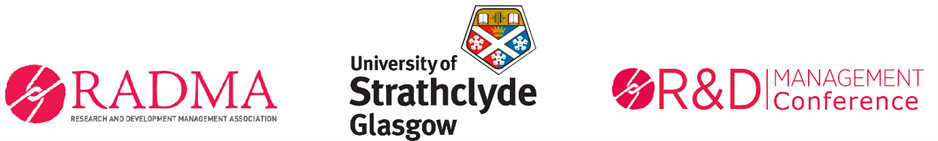 RADMA
RESEARCH AND DEVELOPMENT MANAGEMENT ASSOCIATION
University of
Strathclyde
Glasgow
R&D
MANAGEMENT
Conference